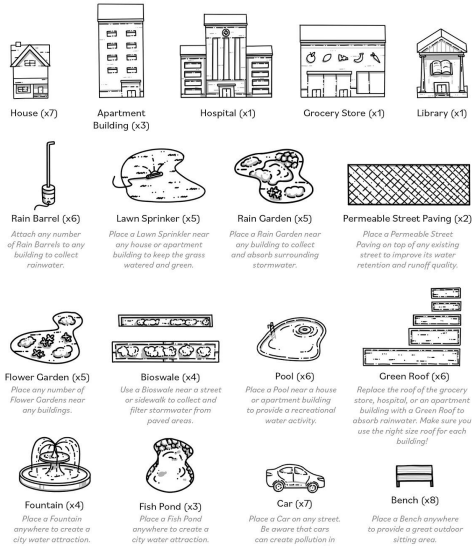 House (x7)
Apartment
Building (x3)
Hospital (x1)
Grocery Store (x1)
Library (x1)
Rain Barrel (x6)
Attach any number
of Rain Barrels to any
building to collect
rainwater.
Lawn Sprinker (x5)
Place a Lawn Sprinkler near
any house or apartment
building to keep the grass
watered and green.
Rain Garden (x5)
Place a Rain Garden near
any building to collect
and absorb surrounding
stormwater.
Permeable Street Paving (x2)
Place a Permeable Street
Paving on top of any existing
street to improve its water
retention and runoff quality.
Flower Garden (x5)
Place any number of
Flower Gardens near
any buildings.
Bioswale (x4)
Use a Bioswale near a street
or sidewalk to collect and
filter stormwater from
paved areas.
Pool (x6)
Place a Pool near a house
or apartment building
to provide a recreational
water activity.
Green Roof (x6)
Replace the roof of the grocery
store, hospital, or an apartment
building with a Green Roof to
absorb rainwater. Make sure you
use the right size roof for each
building!
Fountain (x4)
Place a Fountain
anywhere to create a
city water attraction.
Fish Pond (x3)
Place a Fish Pond
anywhere to create a
city water attraction.
Car (x7)
Place a Car on any street.
Be aware that cars
can create pollution in
Bench (x8)
Place a Bench anywhere
to provide a great outdoor
sitting area.